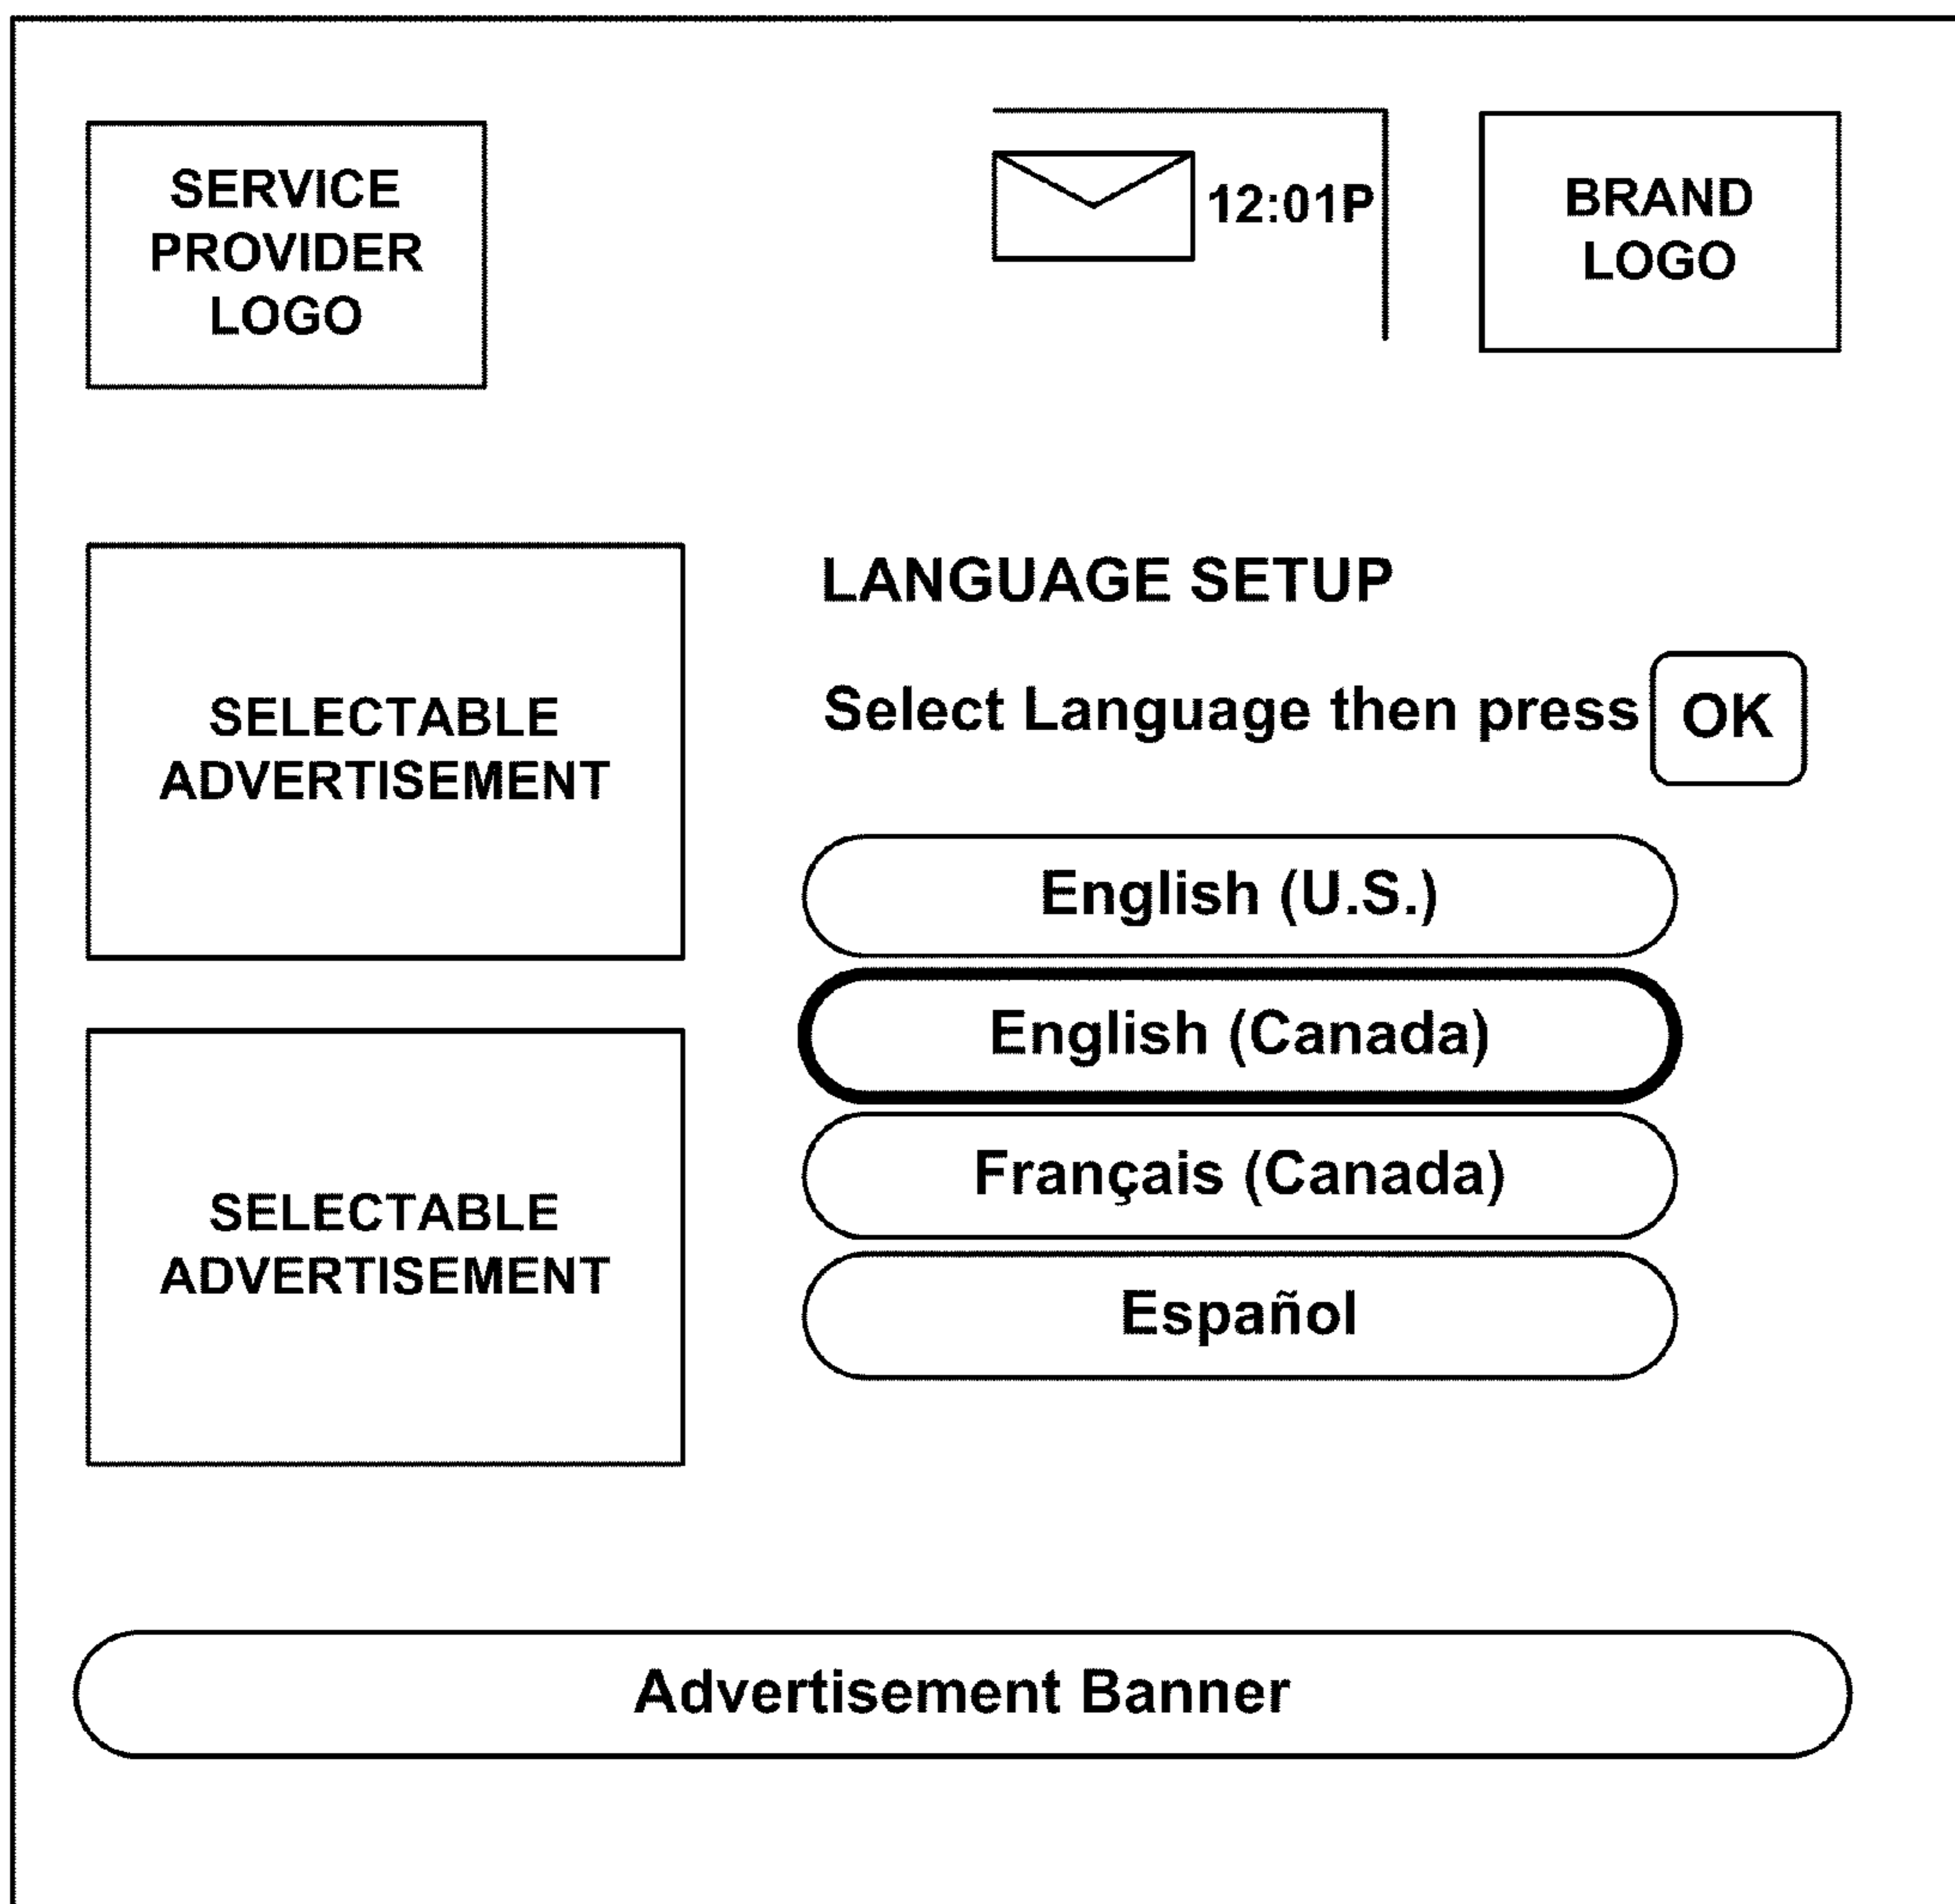 SERVICE
PROVIDER
LOGO
12:01P
BRAND
LOGO
SELECTABLE
ADVERTISEMENT
SELECTABLE
ADVERTISEMENT
LANGUAGE SETUP
Select Language then press OK
English (U.S.)
English (Canada)
Français (Canada)
Español
Advertisement Banner